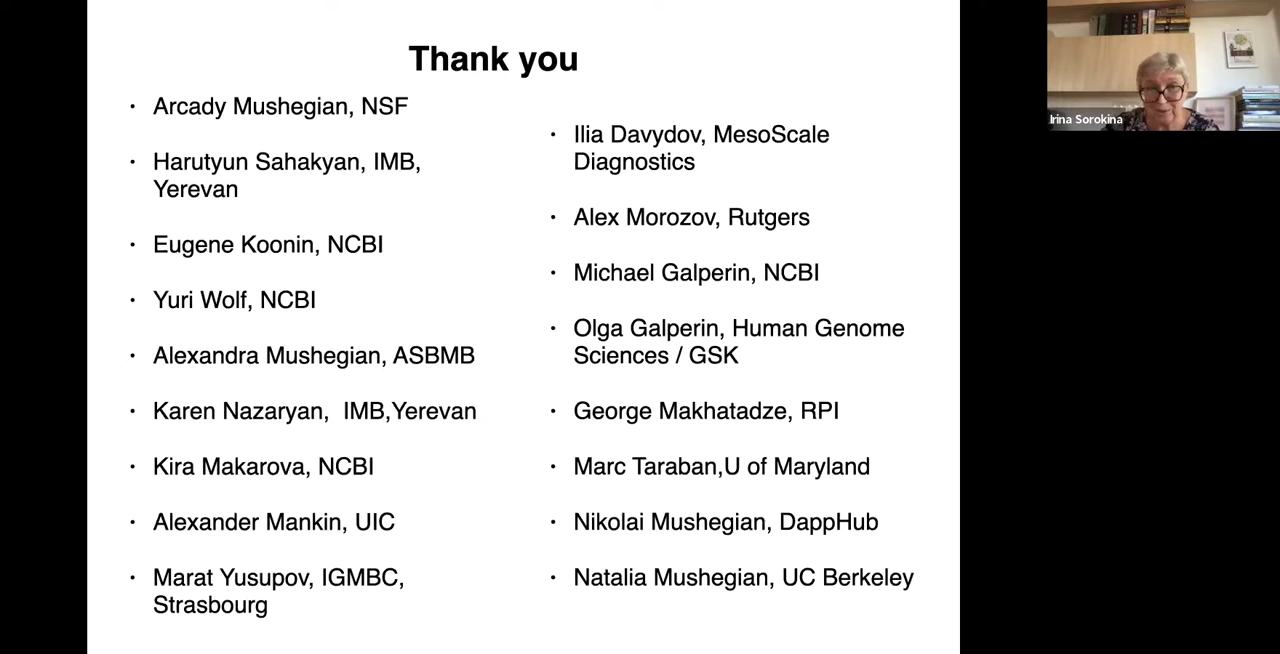 Thank you
• Arcady Mushegian, NSF
• Harutyun Sahakyan, IMB,
Yerevan
• Eugene Koonin, NCBI
• Yuri Wolf, NCBI
• Alexandra Mushegian, ASBMB
• Karen Nazaryan,  IMB,Yerevan
• Kira Makarova, NCBI
• Alexander Mankin, UIC
• Marat Yusupov, IGMBC,
Strasbourg
• Ilia Davydov, MesoScale
Diagnostics
• Alex Morozov, Rutgers
• Michael Galperin, NCBI
• Olga Galperin, Human Genome
Sciences / GSK
• George Makhatadze, RPI
• Marc Taraban,U of Maryland
• Nikolai Mushegian, DappHub
• Natalia Mushegian, UC Berkeley
Irina Sorokina